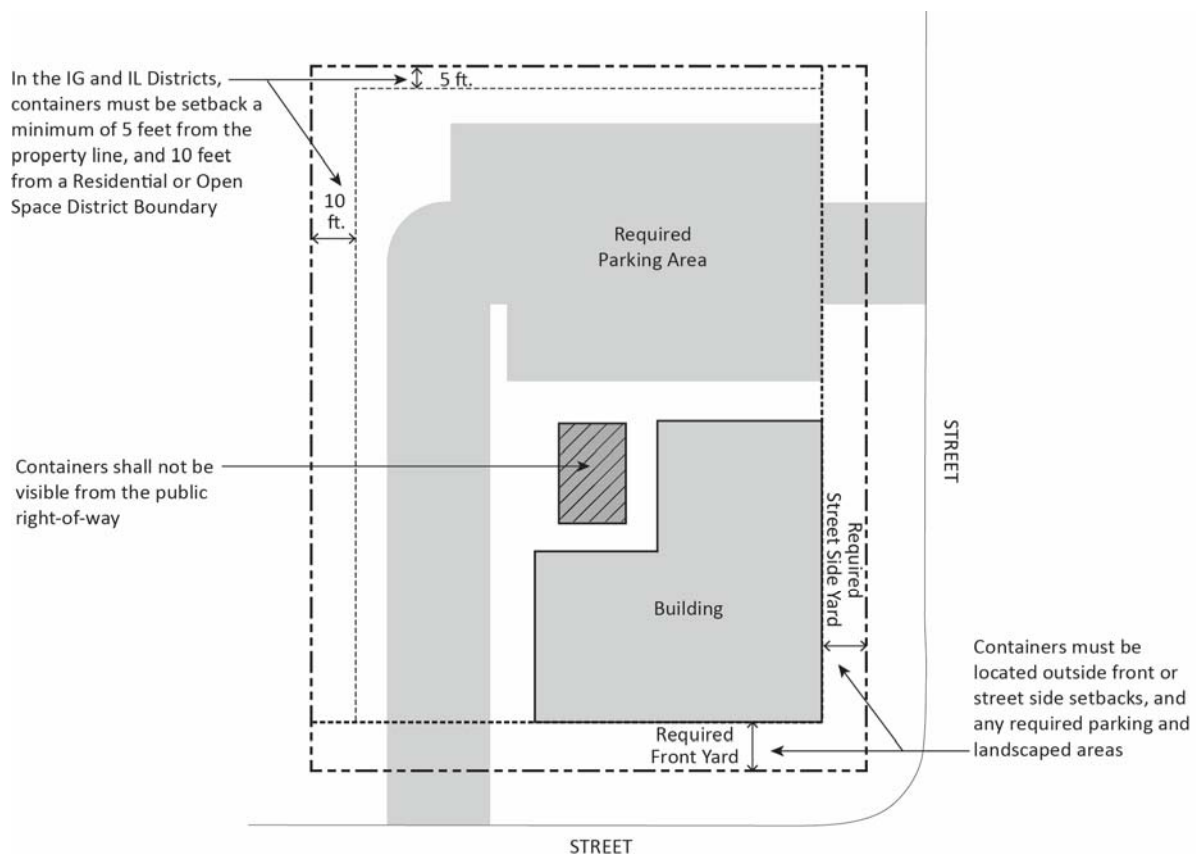 In the IG and IL Districts,
containers must be setback a
minimum of 5 feet from the
property line, and 10 feet
from a Residential or Open
Space District Boundary
5 ft.
10
ft.
Required
Parking Area
Containers shall not be
visible from the public
right-of-way
STREET
Required
Street Side Yard
Building
Containers must be
located outside front or
street side setbacks, and
any required parking and
landscaped areas
Required
Front Yard
STREET